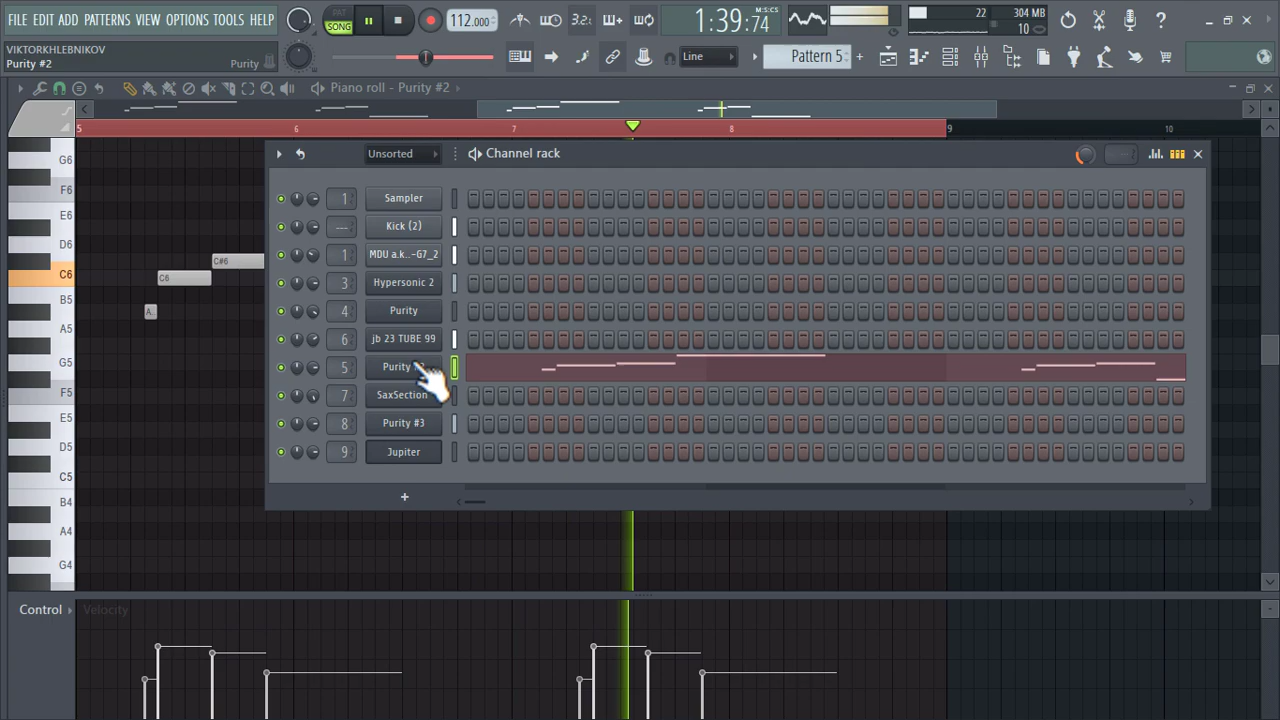 FILE EDIT ADD PATTERNS VIEW OPTIONS TOOLS HELP
PAT
SONG
112.000
3.2
1:39:74
M:S:CS
22
304 MB
10
VIKTORKHLEBNIKOV
Purity #2
Purity
Line
Pattern 5
Piano roll - Purity #2
5
6
7
8
9
10
Unsorted
Channel rack
1 Sampler
--- Kick (2)
1 MDU a.k...-G7_2
3 Hypersonic 2
4 Purity
6 jb 23 TUBE 99
5 Purity
7 SaxSection
8 Purity #3
9 Jupiter
+
G6
F6
E6
D6
C6
B5
A5
G5
F5
E5
D5
C5
B4
A4
G4
C#6
C6
A..
Control
Velocity